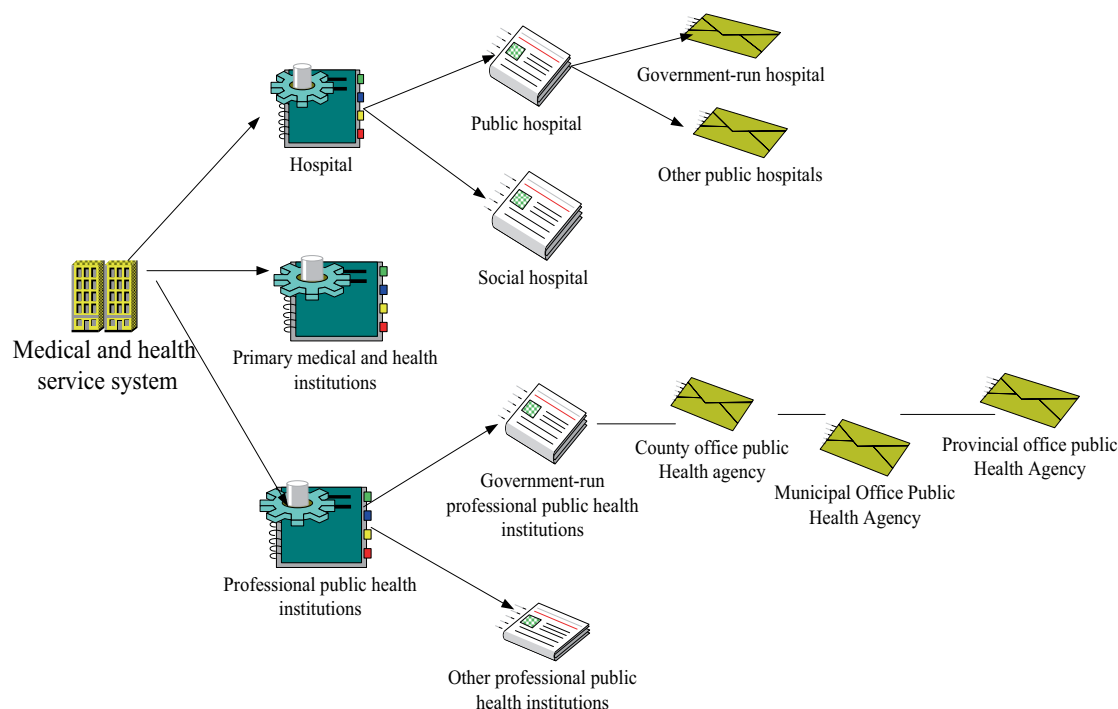 Government-run hospital
Public hospital
Hospital
Other public hospitals
Social hospital
Medical and health
service system
Primary medical and health
institutions
County office public
Health agency
Provincial office public
Health Agency
Municipal Office Public
Health Agency
Government-run
professional public health
institutions
Professional public health
institutions
Other professional public
health institutions